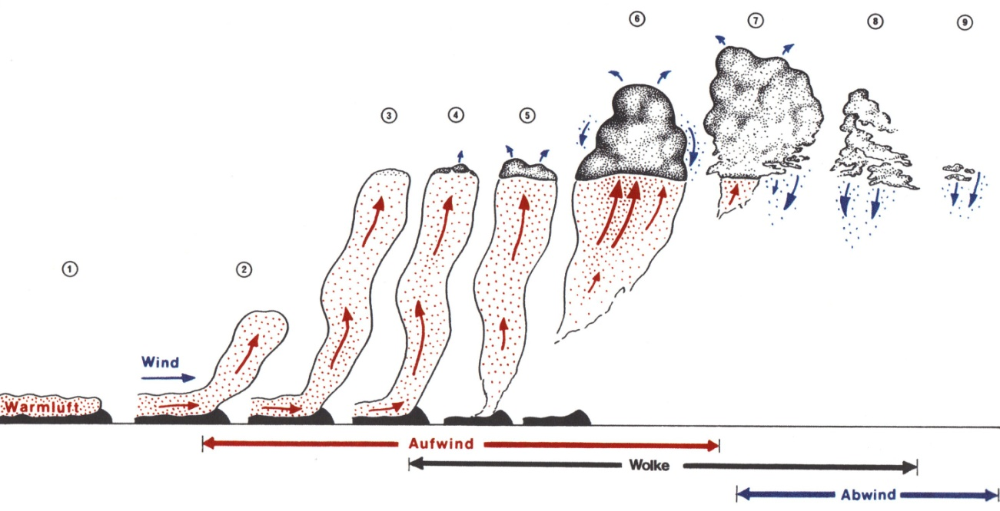 6 7 8 9
3 4 5
1 2
Wind
Warmluft
Aufwind
Wolke
Abwind